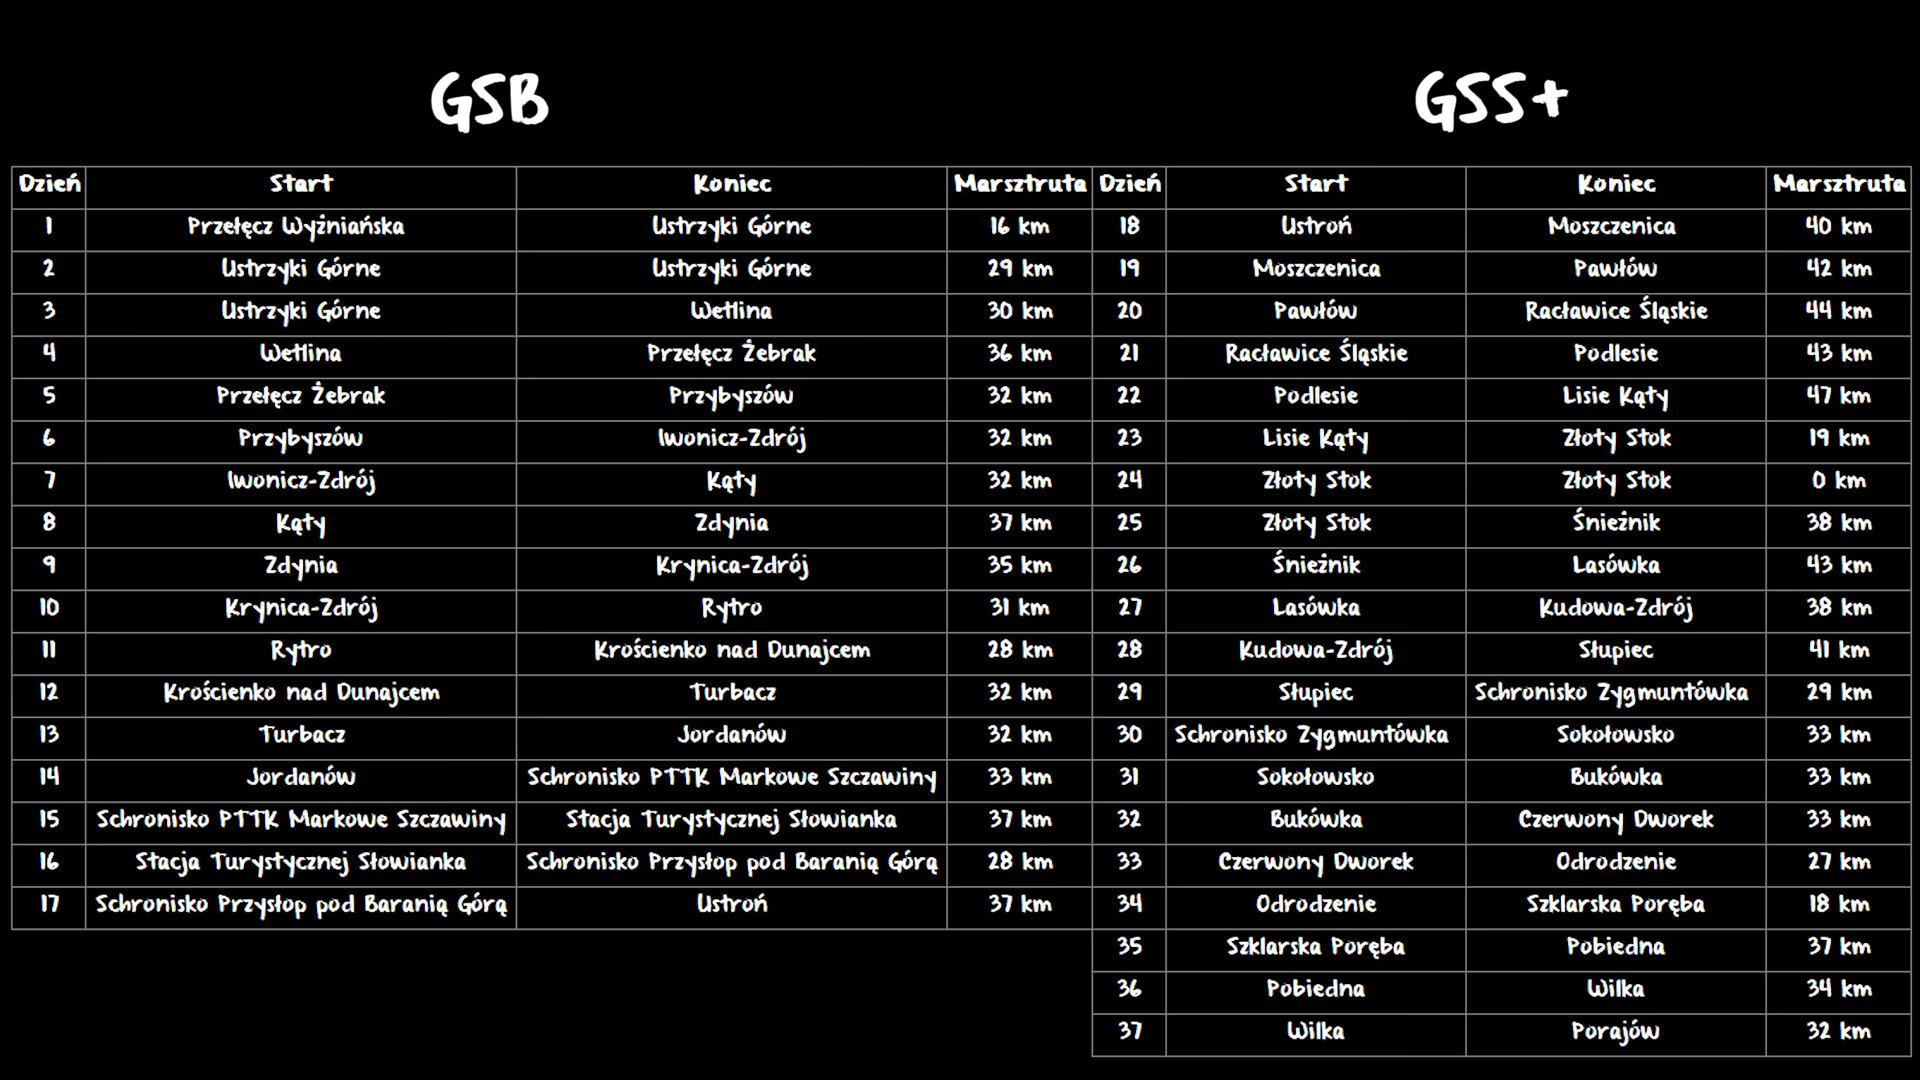 GSB
GSS+
Dzień Start Koniec Marsztruta Dzień Start Koniec Marsztruta
1 Przełęcz Wyżniańska Ustrzyki Górne 16 km 18 Ustroń Moszczenica 40 km
2 Ustrzyki Górne Ustrzyki Górne 29 km 19 Moszczenica Pawłów 42 km
3 Ustrzyki Górne Wetlina 30 km 20 Pawłów Racławice Śląskie 44 km
4 Wetlina Przełęcz Żebrak 36 km 21 Racławice Śląskie Podlesie 43 km
5 Przełęcz Żebrak Przybyszów 32 km 22 Podlesie Lisie Kąty 47 km
6 Przybyszów Iwonicz-Zdrój 32 km 23 Lisie Kąty Złoty Stok 19 km
7 Iwonicz-Zdrój Kąty 32 km 24 Złoty Stok Złoty Stok 0 km
8 Kąty Zdynia 37 km 25 Złoty Stok Śnieżnik 38 km
9 Zdynia Krynica-Zdrój 35 km 26 Śnieżnik Lasówka 43 km
10 Krynica-Zdrój Rytro 31 km 27 Lasówka Kudowa-Zdrój 38 km
11 Rytro Krościenko nad Dunajcem 28 km 28 Kudowa-Zdrój Słupiec 41 km
12 Krościenko nad Dunajcem Turbacz 32 km 29 Słupiec Schronisko Zygmuntówka 29 km
13 Turbacz Jordanów 32 km 30 Schronisko Zygmuntówka Sokołowsko 33 km
14 Jordanów Schronisko PTTK Markowe Szczawiny 33 km 31 Sokołowsko Bukówka 33 km
15 Schronisko PTTK Markowe Szczawiny Stacja Turystycznej Słowianka 37 km 32 Bukówka Czerwony Dworek 33 km
16 Stacja Turystycznej Słowianka Schronisko Przysłop pod Baranią Górą 28 km 33 Czerwony Dworek Odrodzenie 27 km
17 Schronisko Przysłop pod Baranią Górą Ustroń 37 km 34 Odrodzenie Szklarska Poręba 18 km
35 Szklarska Poręba Pobiedna 37 km
36 Pobiedna Wilka 34 km
37 Wilka Porajów 32 km